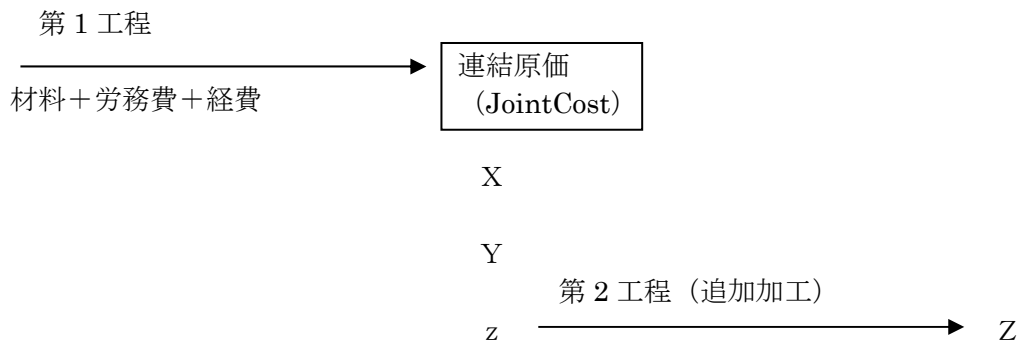 第 1 工程
材料＋労務費＋経費
連結原価
（JointCost）
X
Y
第 2 工程（追加加工）
z
Z